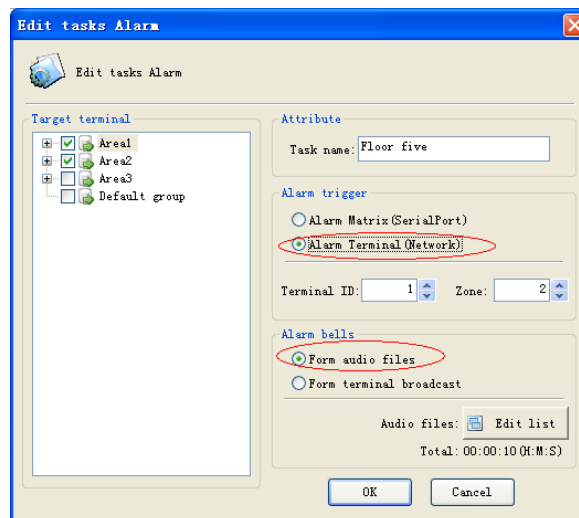 Edit tasks Alarm
Edit tasks Alarm
Target terminal
Area1
Area2
Area3
Default group
Attribute
Task name: Floor five
Alarm trigger
Alarm Matrix(SerialPort)
Alarm Terminal(Network)
Terminal ID: 1 Zone: 2
Alarm bells
Form audio files
Form terminal broadcast
Audio files: Edit list
Total: 00:00:10(H:M:S)
OK Cancel